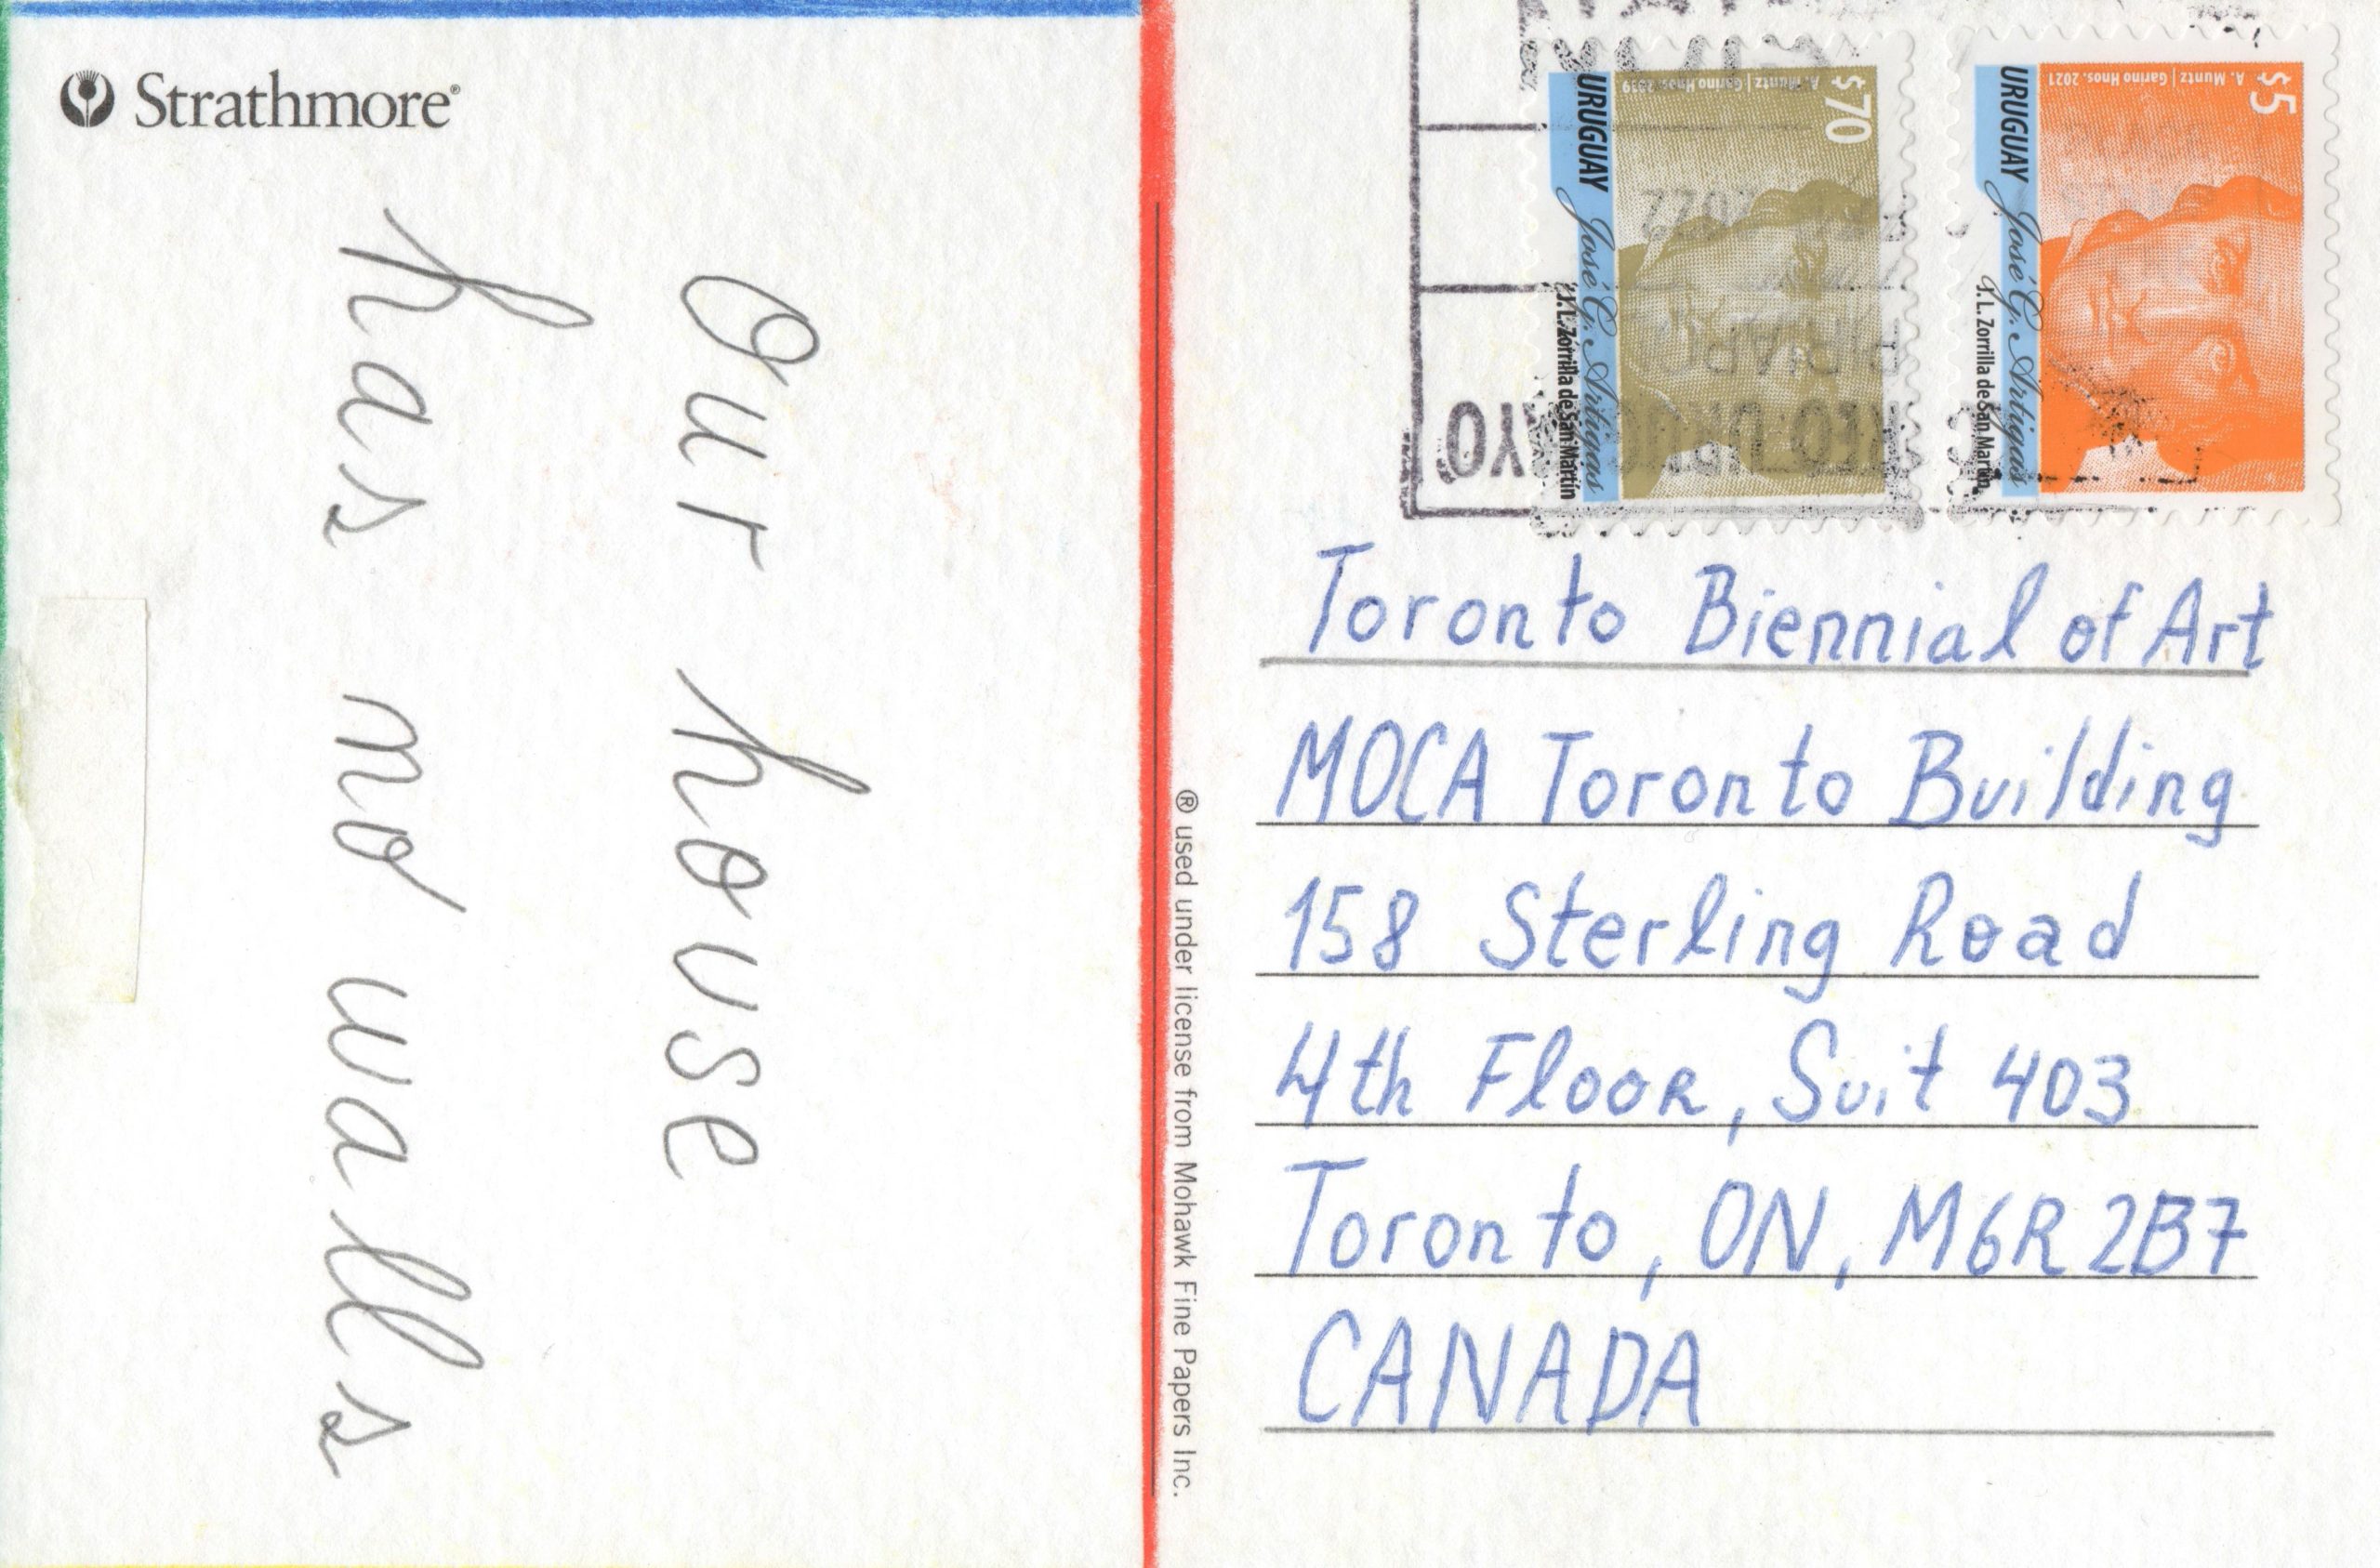 Strathmore®
Our house
has no walls
® used under license from Mohawk Fine Papers Inc.
$70
A. Muntz | Garino Hnos. 2019
URUGUAY
José G. Artigas
J. L. Zorrilla de San Martín
2022
$5
A. Muntz | Garino Hnos. 2021
URUGUAY
José G. Artigas
J. L. Zorrilla de San Martín
Toronto Biennial of Art
MOCA Toronto Building
158 Sterling Road
4th Floor, Suit 403
Toronto, ON, M6R 2B7
CANADA